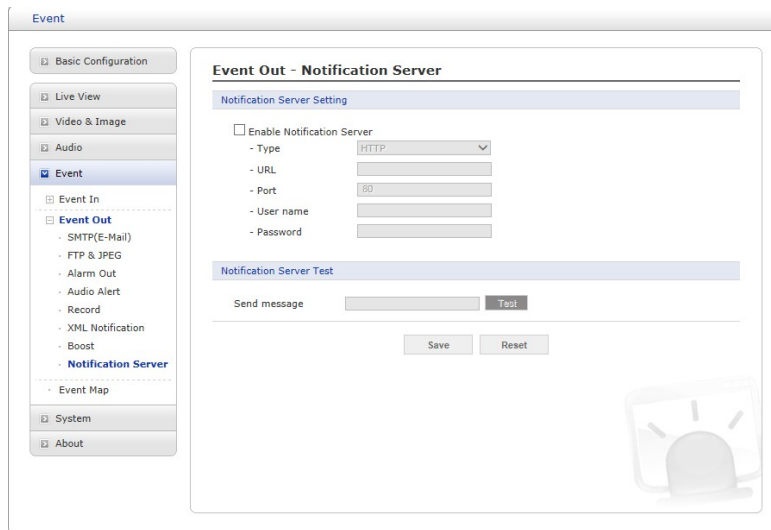 Event
Basic Configuration
Live View
Video & Image
Audio
Event
Event In
Event Out
SMTP(E-Mail)
FTP & JPEG
Alarm Out
Audio Alert
Record
XML Notification
Boost
Notification Server
Event Map
System
About
Event Out - Notification Server
Notification Server Setting
Enable Notification Server
- Type HTTP
- URL
- Port 80
- User name
- Password
Notification Server Test
Send message Test
Save Reset